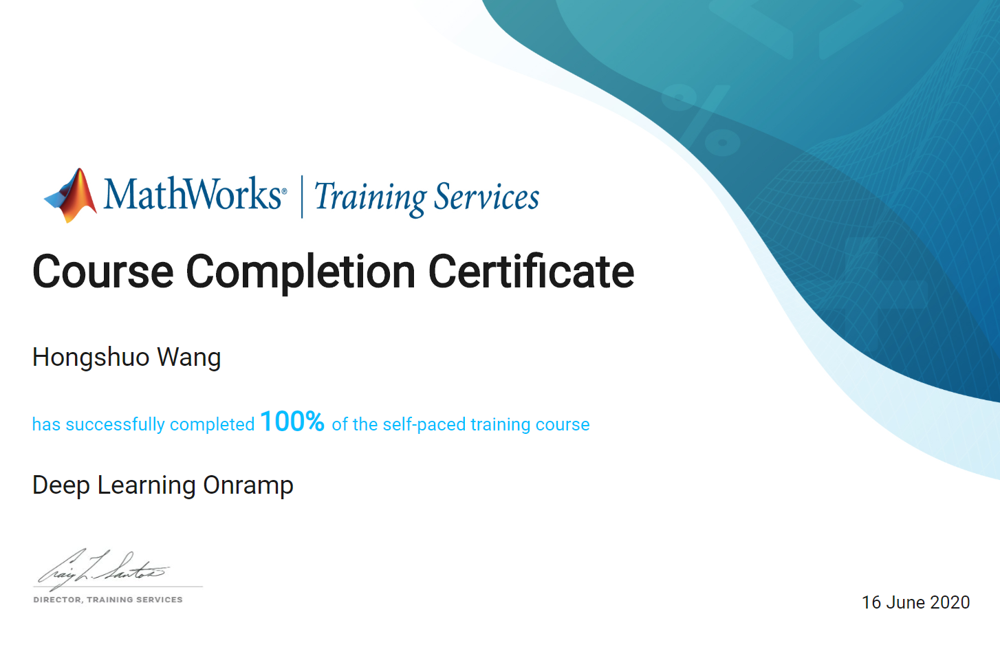 MathWorks® | Training Services
Course Completion Certificate
Hongshuo Wang
has successfully completed 100% of the self-paced training course
Deep Learning Onramp
Craig L. Santos
DIRECTOR, TRAINING SERVICES
16 June 2020